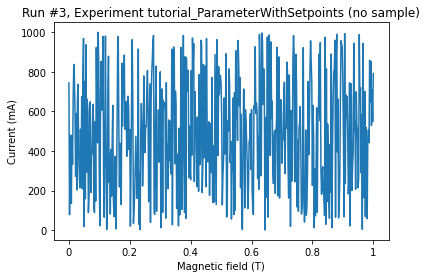 Run #3, Experiment tutorial_ParameterWithSetpoints (no sample)
1000
800
600
400
200
0
Current (mA)
0 0.2 0.4 0.6 0.8 1
Magnetic field (T)